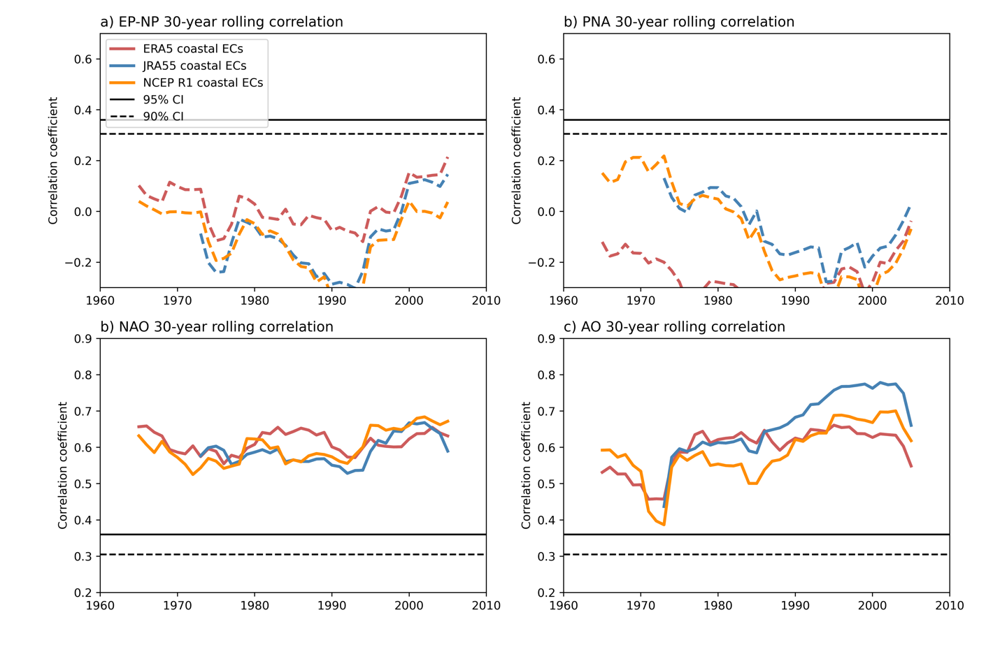 a) EP-NP 30-year rolling correlation
ERA5 coastal ECs
JRA55 coastal ECs
NCEP R1 coastal ECs
95% CI
90% CI
Correlation coefficient
0.6
0.4
0.2
0.0
−0.2
1960 1970 1980 1990 2000 2010
b) PNA 30-year rolling correlation
Correlation coefficient
0.6
0.4
0.2
0.0
−0.2
1960 1970 1980 1990 2000 2010
b) NAO 30-year rolling correlation
Correlation coefficient
0.9
0.8
0.7
0.6
0.5
0.4
0.3
0.2
1960 1970 1980 1990 2000 2010
c) AO 30-year rolling correlation
Correlation coefficient
0.9
0.8
0.7
0.6
0.5
0.4
0.3
0.2
1960 1970 1980 1990 2000 2010